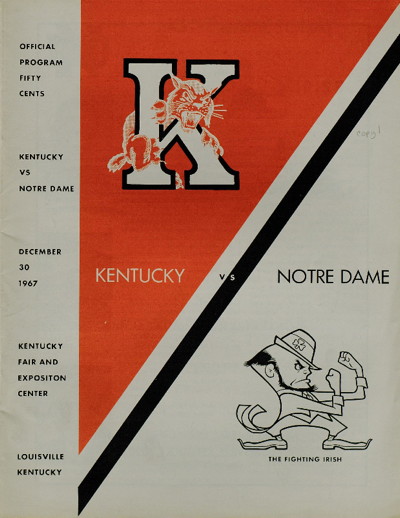 OFFICIAL
PROGRAM
FIFTY
CENTS
KENTUCKY
VS
NOTRE DAME
DECEMBER
30
1967
KENTUCKY
FAIR AND
EXPOSITON
CENTER
LOUISVILLE
KENTUCKY
K
KENTUCKY vs NOTRE DAME
THE FIGHTING IRISH